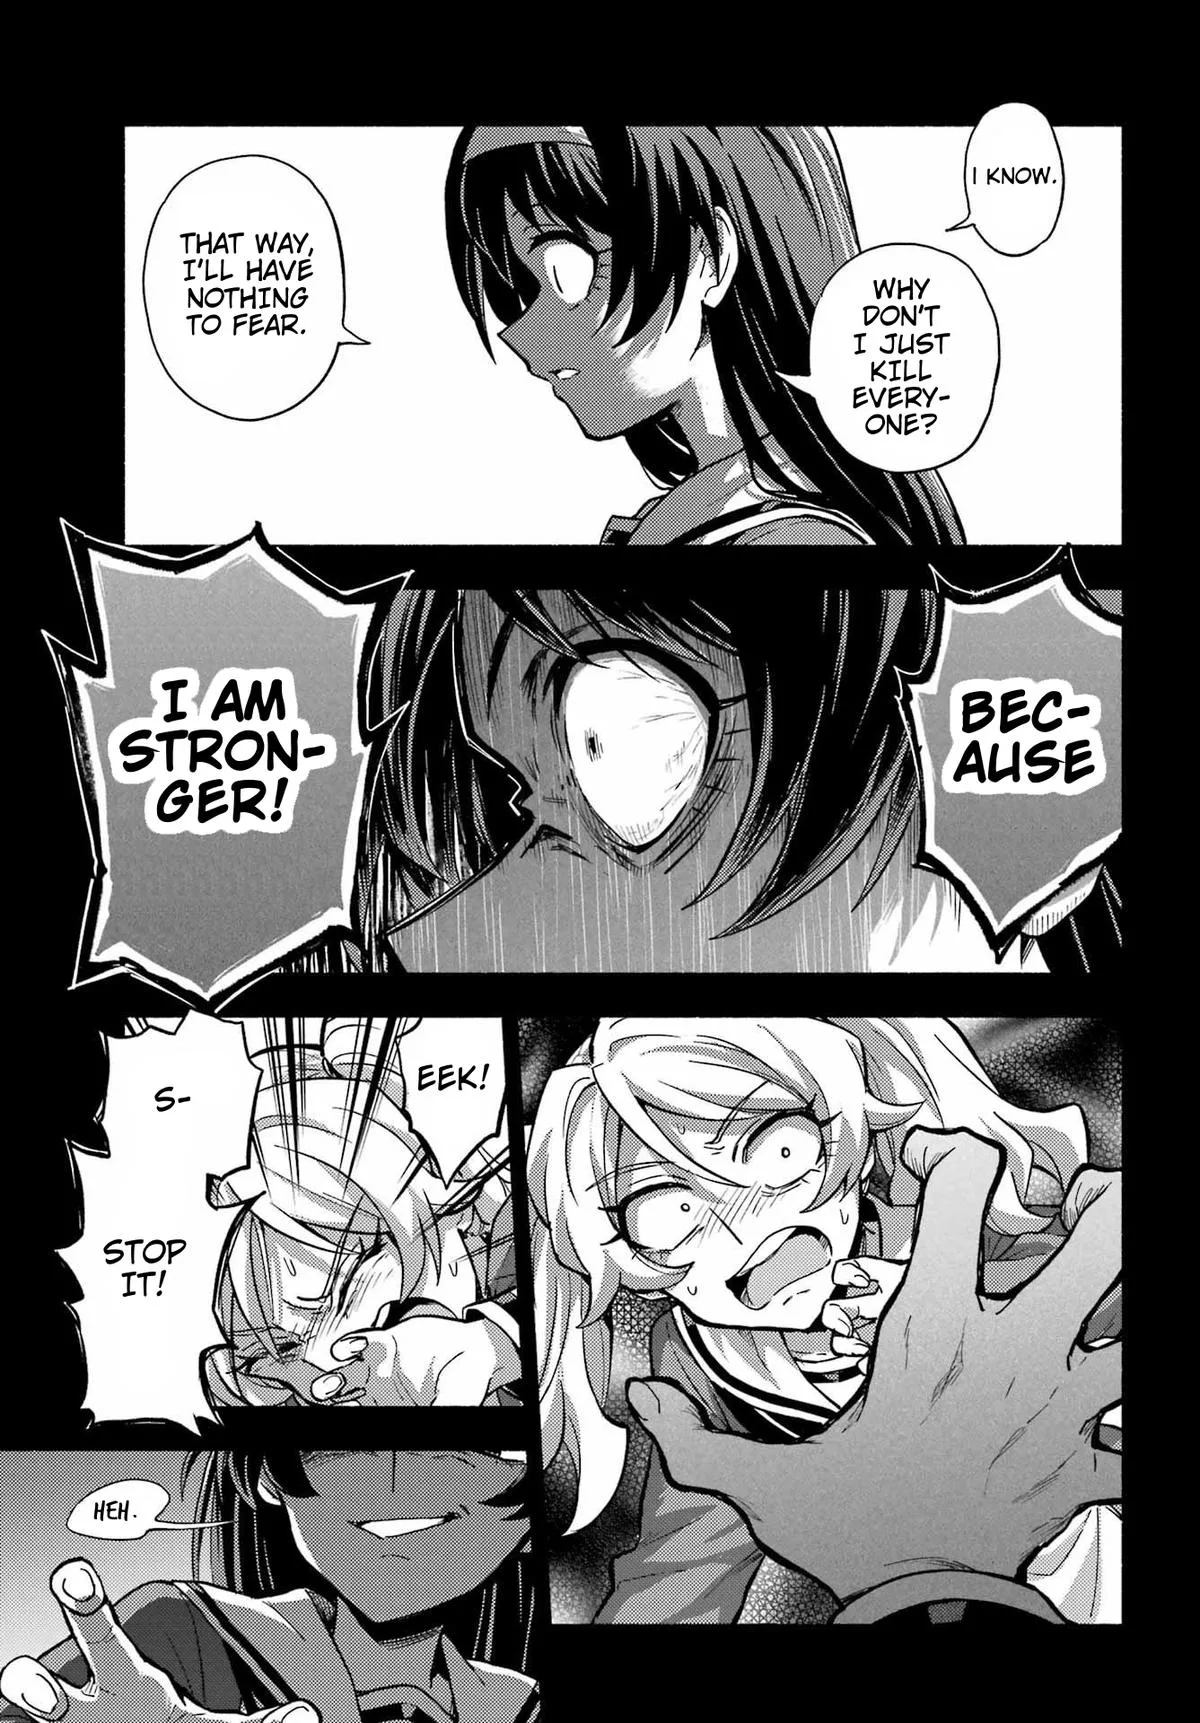 I KNOW.
WHY
DON'T
I JUST
KILL
EVERY-
ONE?
THAT WAY,
I'LL HAVE
NOTHING
TO FEAR.
BEC-
AUSE
I AM
STRON-
GER!
EEK!
S-
STOP
IT!
HEH.